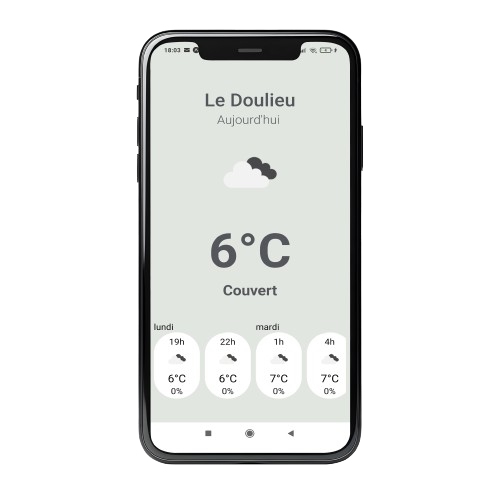 18:03
Le Doulieu
Aujourd'hui
6°C
Couvert
lundi mardi
19h 22h 1h 4h
6°C 6°C 7°C 7°C
0% 0% 0% 0%